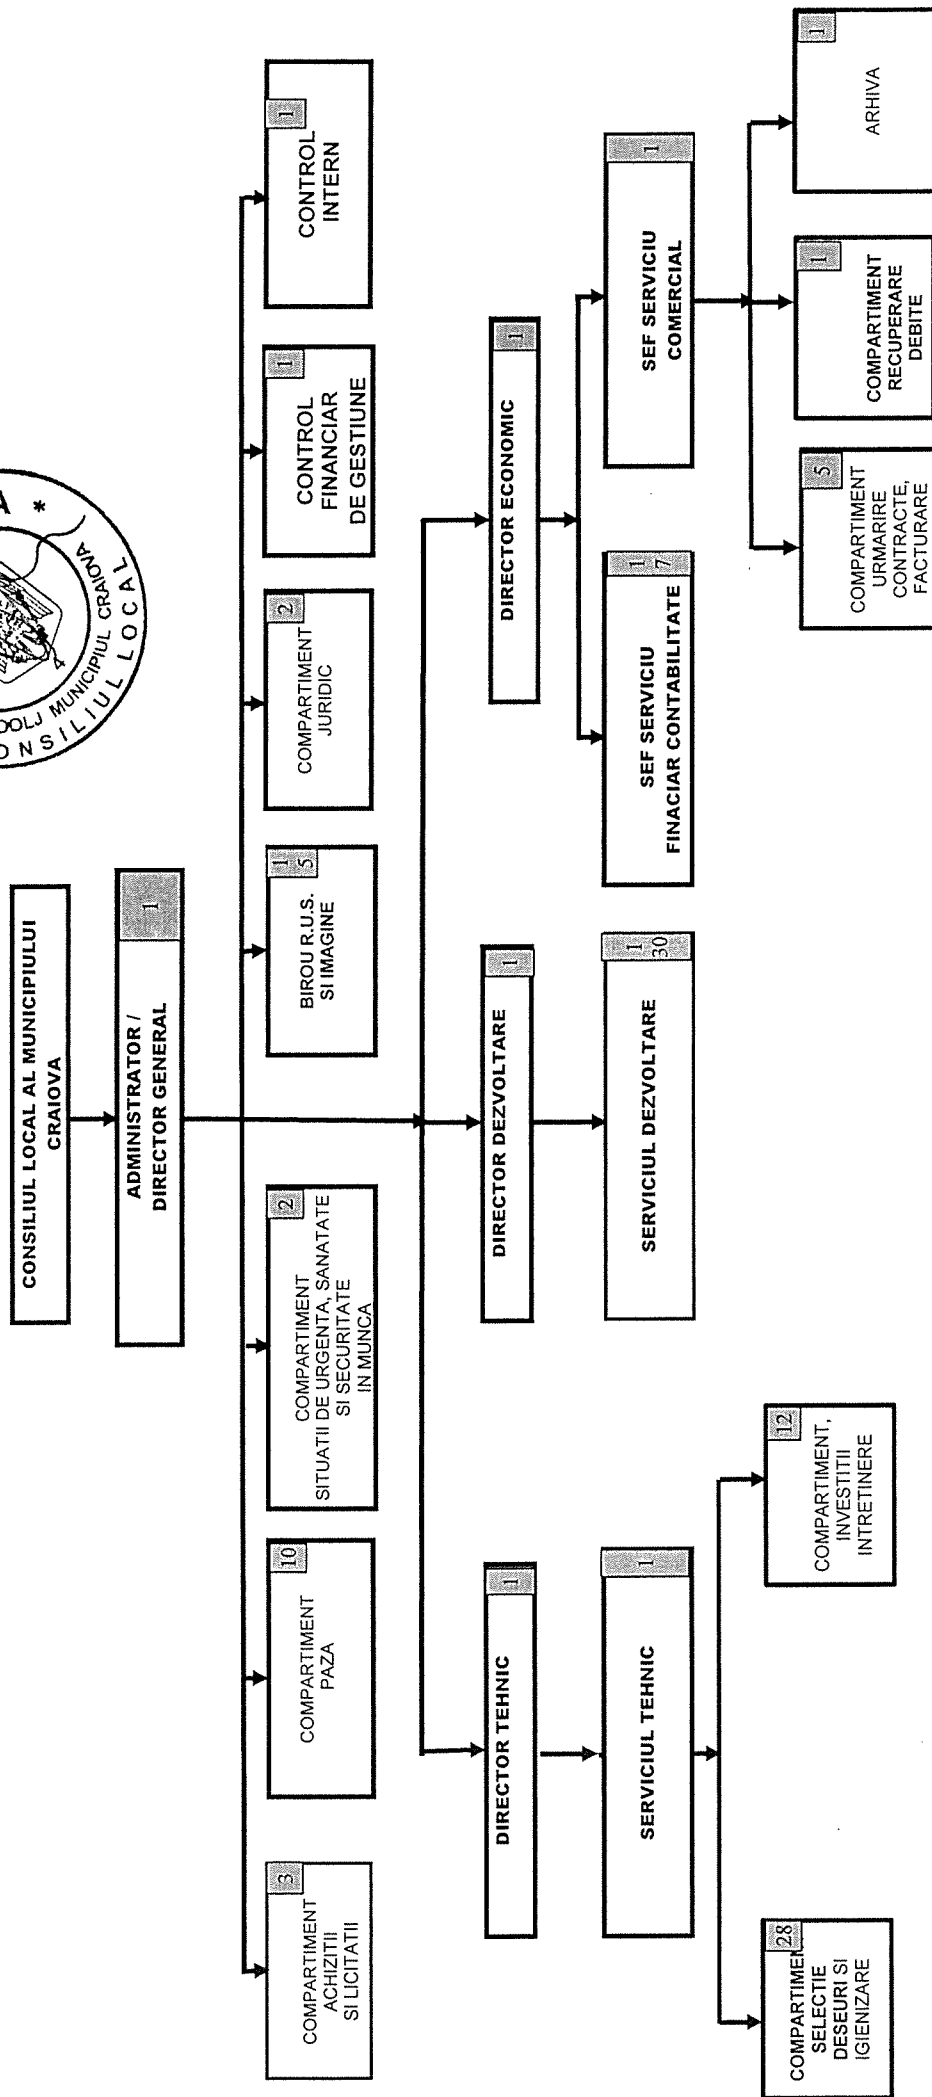 A *
DOLJ MUNICIPIUL CRAIOVA
ONSILIUL LOCAL
CONSILIUL LOCAL AL MUNICIPIULUI
CRAIOVA
ADMINISTRATOR /
DIRECTOR GENERAL
1
COMPARTIMENT
ACHIZITII
SI LICITATII
3
COMPARTIMENT
PAZA
10
COMPARTIMENT
SITUATII DE URGENTA, SANATATE
SI SECURITATE
IN MUNCA
2
BIROU R.U.S.
SI IMAGINE
1
5
COMPARTIMENT
JURIDIC
2
CONTROL
FINANCIAR
DE GESTIUNE
1
CONTROL
INTERN
1
DIRECTOR TEHNIC
1
DIRECTOR DEZVOLTARE
1
DIRECTOR ECONOMIC
1
SERVICIUL TEHNIC
1
SERVICIUL DEZVOLTARE
1
30
SEF SERVICIU
FINACIAR CONTABILITATE
1
7
SEF SERVICIU
COMERCIAL
1
COMPARTIMEN
SELECTIE
DESEURI SI
IGIENIZARE
28
COMPARTIMENT,
INVESTITII
INTRETINERE
12
COMPARTIMENT
URMARIRE
CONTRACTE,
FACTURARE
5
COMPARTIMENT
RECUPERARE
DEBITE
1
ARHIVA
1